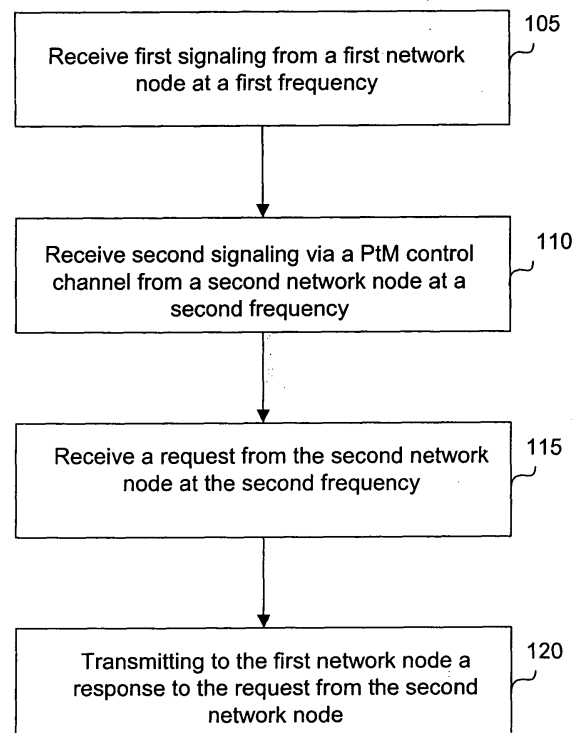 Receive first signaling from a first network
node at a first frequency
105
Receive second signaling via a PtM control
channel from a second network node at a
second frequency
110
Receive a request from the second network
node at the second frequency
115
Transmitting to the first network node a
response to the request from the second
network node
120